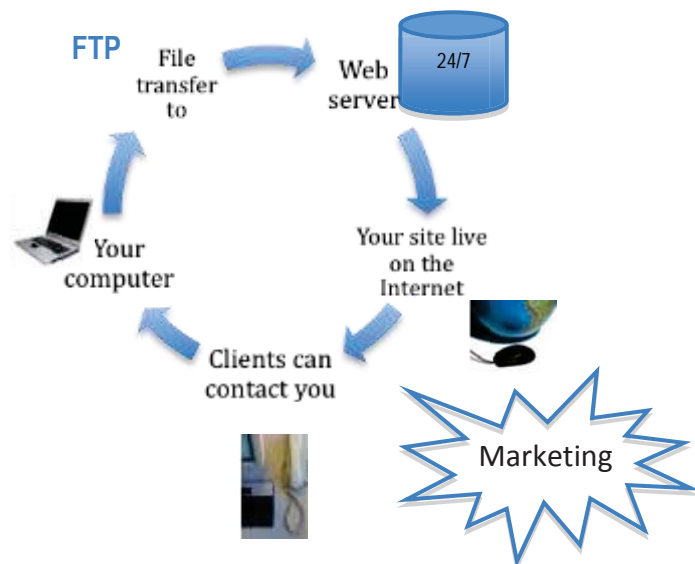 FTP
File
transfer
to
Web
server
24/7
Your site live
on the
Internet
Clients can
contact you
Your
computer
Marketing